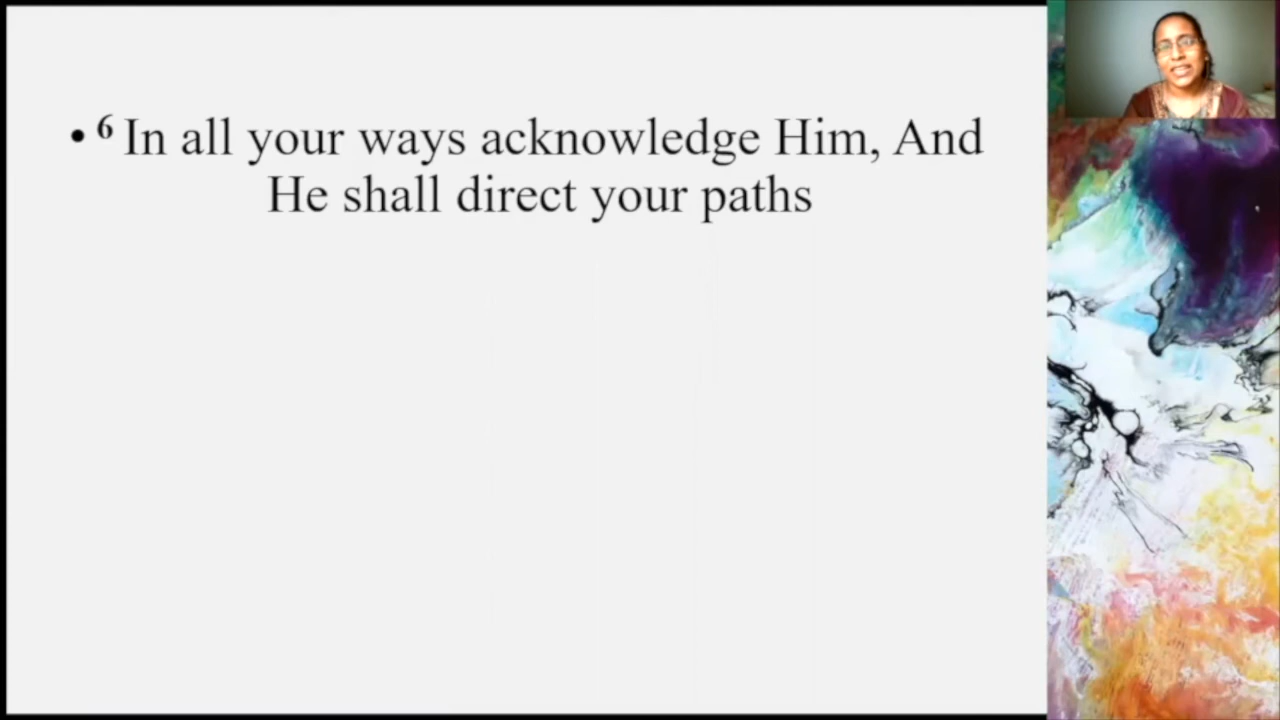 • 6 In all your ways acknowledge Him, And
He shall direct your paths